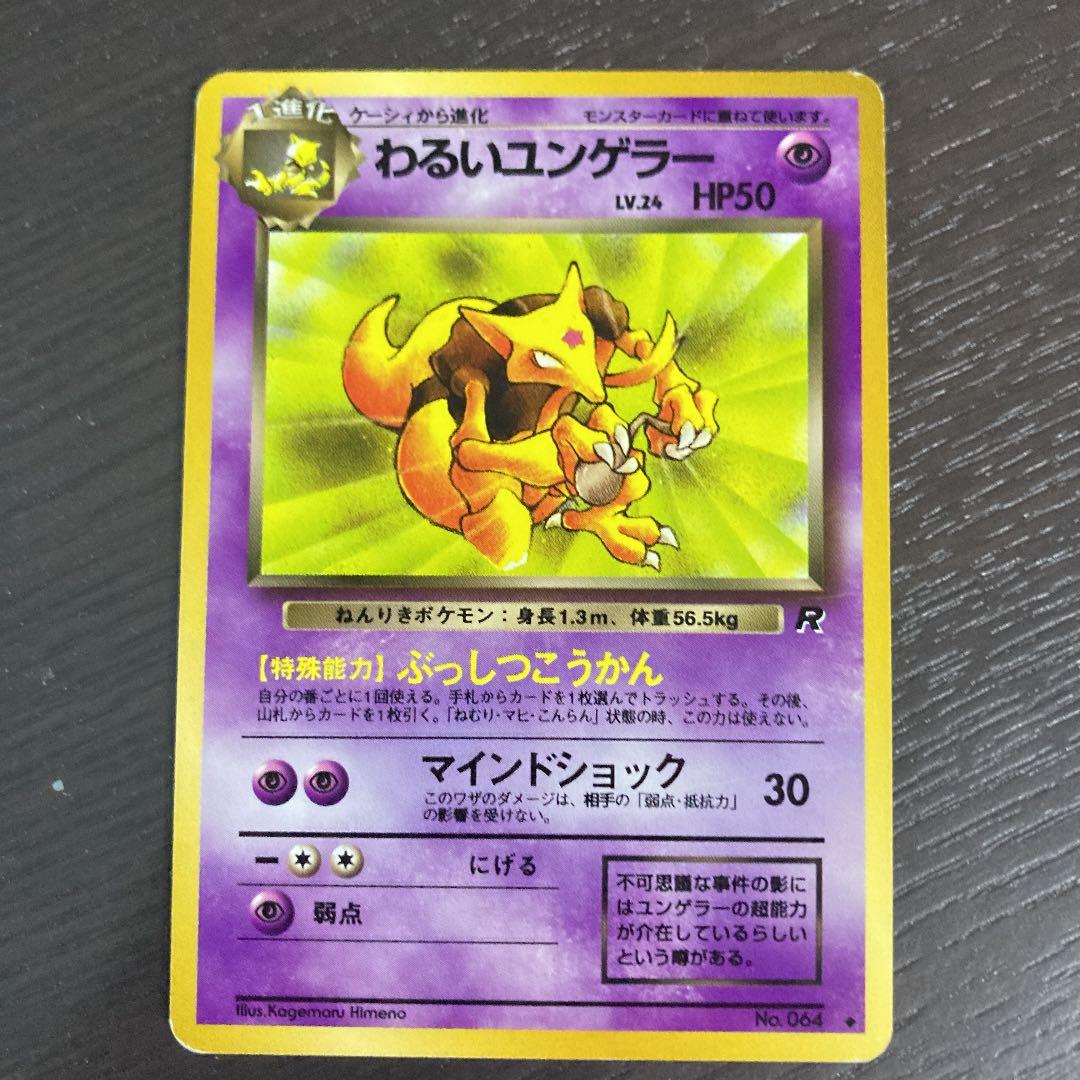 1進化
ケーシィから進化 モンスターカードに重ねて使います。
わるいユンゲラー
LV.24 HP50
ねんりきポケモン：身長1.3m、体重56.5kg R
【特殊能力】ぶっしつこうかん
自分の番ごとに1回使える。手札からカードを1枚選んでトラッシュする。その後、
山札からカードを1枚引く。「ねむり・マヒ・こんらん」状態の時、この力は使えない。
マインドショック 30
このワザのダメージは、相手の「弱点・抵抗力」
の影響を受けない。
ー にげる
弱点
不可思議な事件の影に
はユンゲラーの超能力
が介在しているらしい
という噂がある。
Illus.Kagemaru Himeno No. 064